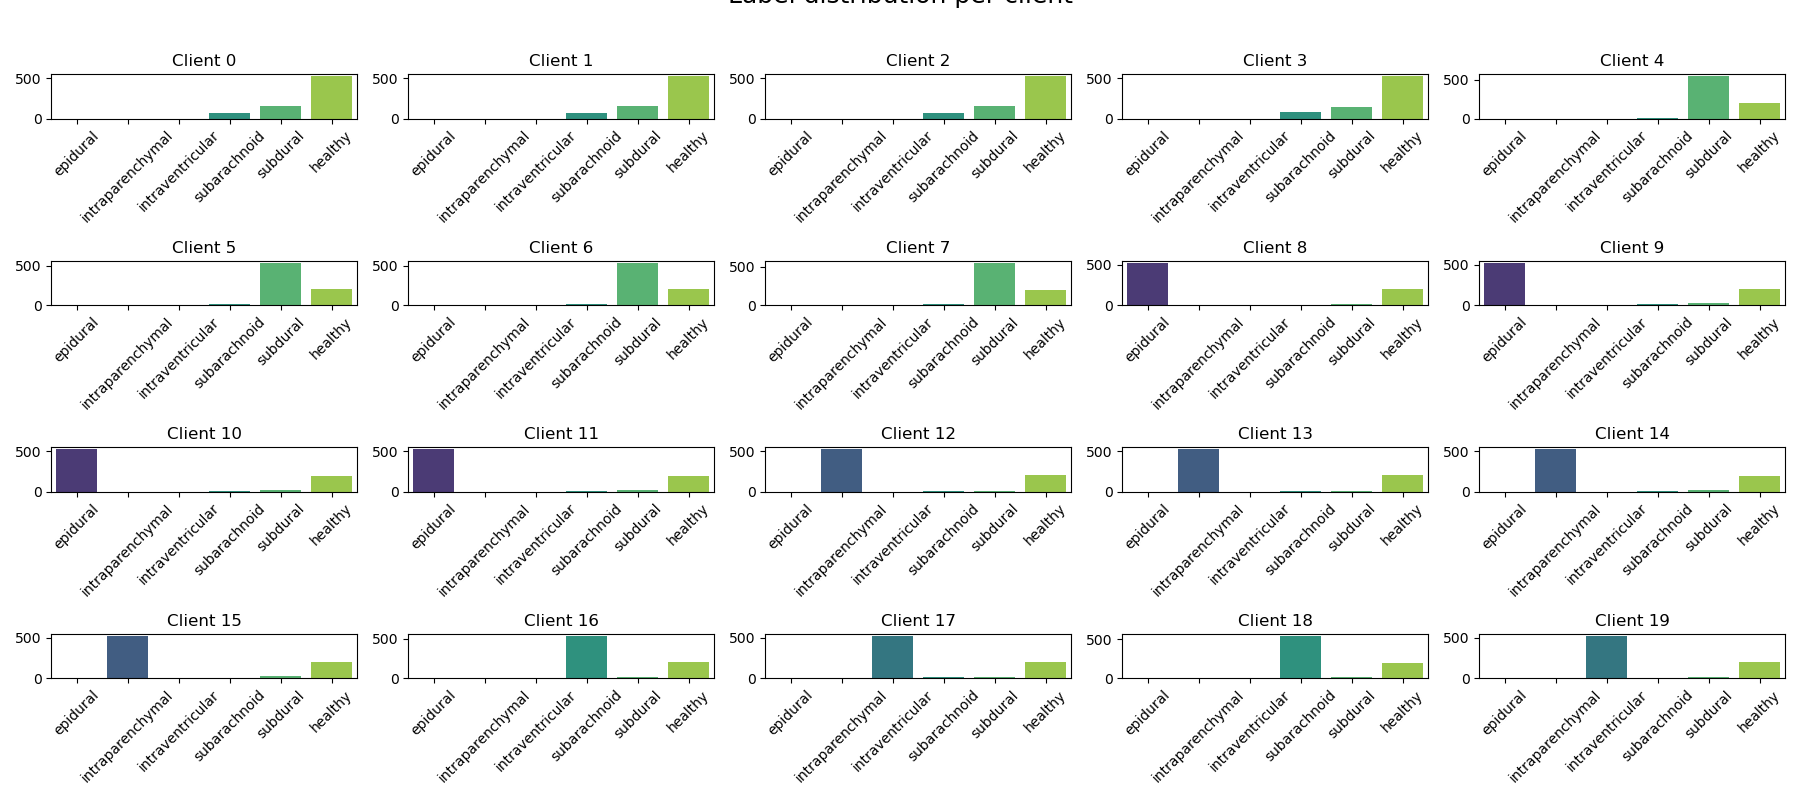 Label distribution per client
Client 0 Client 1 Client 2 Client 3 Client 4
500 500 500 500 500
0 0 0 0 0
epidural intraparenchymal intraventricular subarachnoid subdural healthy epidural intraparenchymal intraventricular subarachnoid subdural healthy epidural intraparenchymal intraventricular subarachnoid subdural healthy epidural intraparenchymal intraventricular subarachnoid subdural healthy epidural intraparenchymal intraventricular subarachnoid subdural healthy
Client 5 Client 6 Client 7 Client 8 Client 9
500 500 500 500 500
0 0 0 0 0
epidural intraparenchymal intraventricular subarachnoid subdural healthy epidural intraparenchymal intraventricular subarachnoid subdural healthy epidural intraparenchymal intraventricular subarachnoid subdural healthy epidural intraparenchymal intraventricular subarachnoid subdural healthy epidural intraparenchymal intraventricular subarachnoid subdural healthy
Client 10 Client 11 Client 12 Client 13 Client 14
500 500 500 500 500
0 0 0 0 0
epidural intraparenchymal intraventricular subarachnoid subdural healthy epidural intraparenchymal intraventricular subarachnoid subdural healthy epidural intraparenchymal intraventricular subarachnoid subdural healthy epidural intraparenchymal intraventricular subarachnoid subdural healthy epidural intraparenchymal intraventricular subarachnoid subdural healthy
Client 15 Client 16 Client 17 Client 18 Client 19
500 500 500 500 500
0 0 0 0 0
epidural intraparenchymal intraventricular subarachnoid subdural healthy epidural intraparenchymal intraventricular subarachnoid subdural healthy epidural intraparenchymal intraventricular subarachnoid subdural healthy epidural intraparenchymal intraventricular subarachnoid subdural healthy epidural intraparenchymal intraventricular subarachnoid subdural healthy